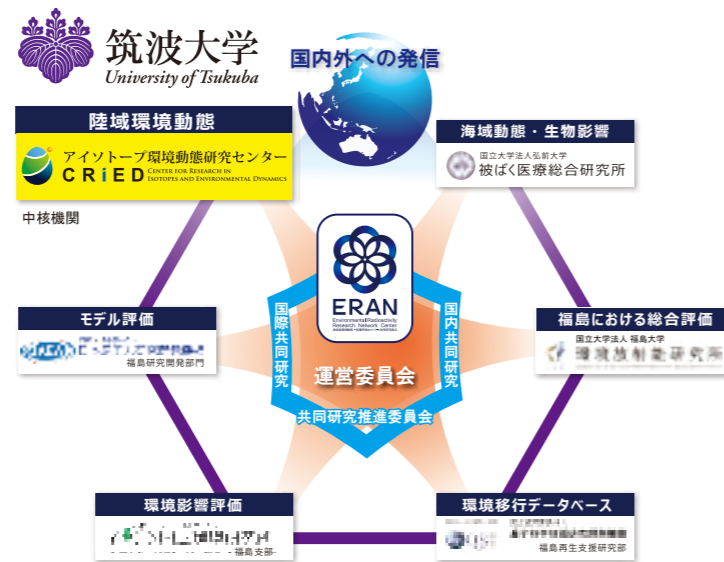 筑波大学
University of Tsukuba
国内外への発信
陸域環境動態
アイソトープ環境動態研究センター
CRiED CENTER FOR RESEARCH IN
ISOTOPES AND ENVIRONMENTAL DYNAMICS
中核機関
海域動態・生物影響
国立大学法人弘前大学
被ばく医療総合研究所
ERAN
Environmental Radioactivity
Research Network Center
モデル評価
福島研究開発部門
国際共同研究
国内共同研究
運営委員会
共同研究推進委員会
福島における総合評価
国立大学法人 福島大学
環境放射能研究所
環境影響評価
福島支部
環境移行データベース
福島再生支援研究部